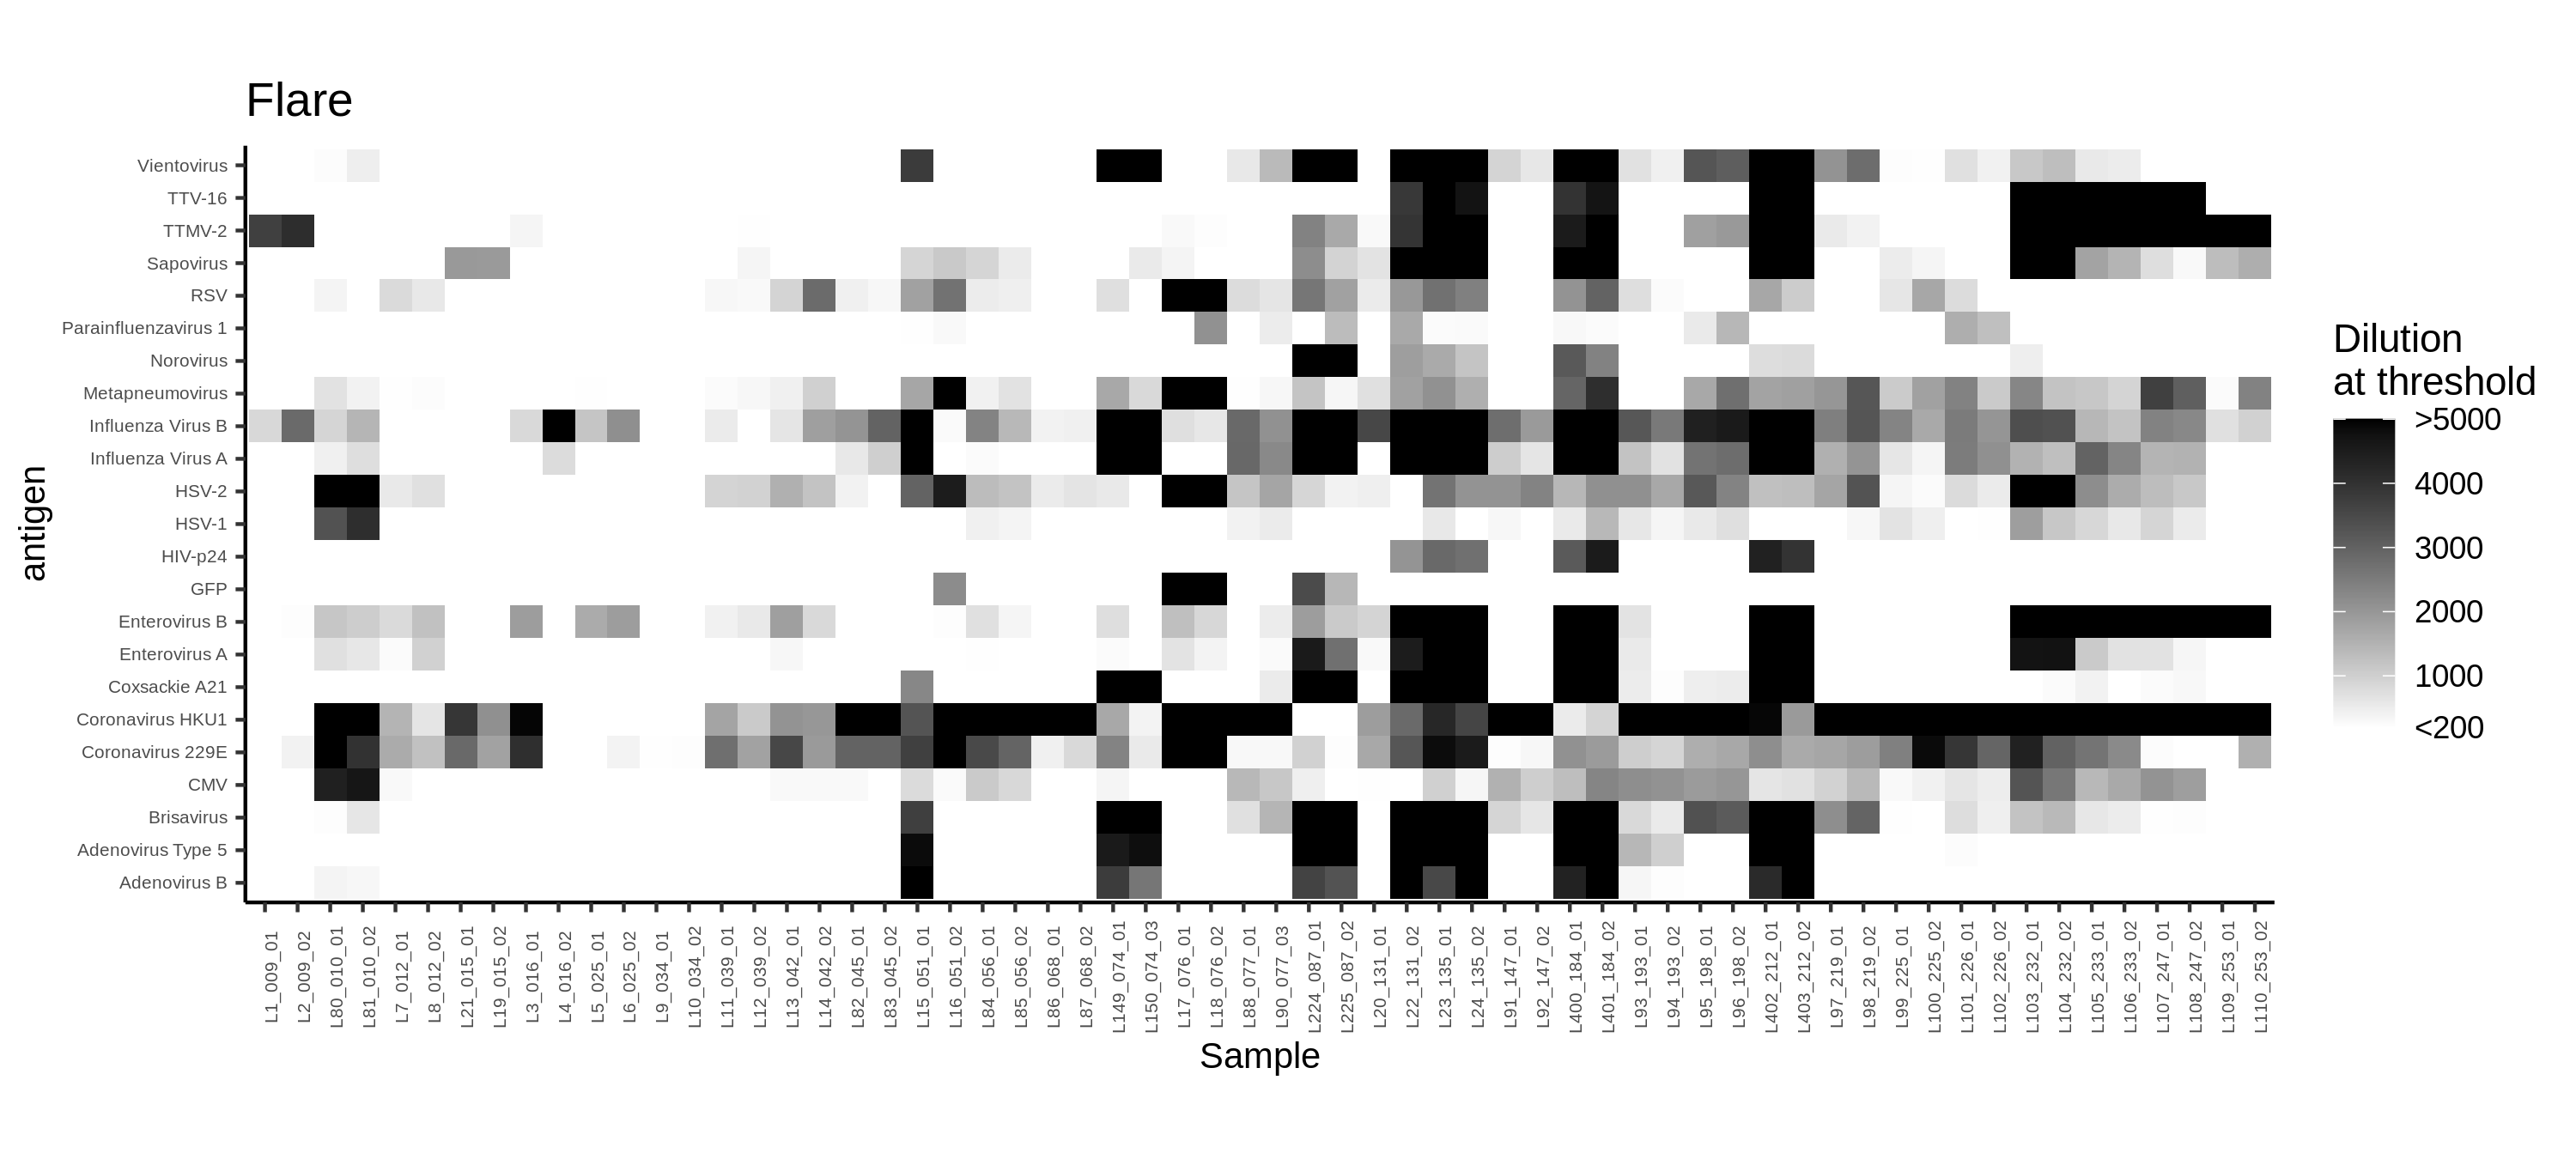 Flare
Vientovirus
TTV-16
TTMV-2
Sapovirus
RSV
Parainfluenzavirus 1
Norovirus
Metapneumovirus
Influenza Virus B
Influenza Virus A
HSV-2
HSV-1
HIV-p24
GFP
Enterovirus B
Enterovirus A
Coxsackie A21
Coronavirus HKU1
Coronavirus 229E
CMV
Brisavirus
Adenovirus Type 5
Adenovirus B
antigen
L1_009_01
L2_009_02
L80_010_01
L81_010_02
L7_012_01
L8_012_02
L21_015_01
L19_015_02
L3_016_01
L4_016_02
L5_025_01
L6_025_02
L9_034_01
L10_034_02
L11_039_01
L12_039_02
L13_042_01
L14_042_02
L82_045_01
L83_045_02
L15_051_01
L16_051_02
L84_056_01
L85_056_02
L86_068_01
L87_068_02
L149_074_01
L150_074_03
L17_076_01
L18_076_02
L88_077_01
L90_077_03
L224_087_01
L225_087_02
L20_131_01
L22_131_02
L23_135_01
L24_135_02
L91_147_01
L92_147_02
L400_184_01
L401_184_02
L93_193_01
L94_193_02
L95_198_01
L96_198_02
L402_212_01
L403_212_02
L97_219_01
L98_219_02
L99_225_01
L100_225_02
L101_226_01
L102_226_02
L103_232_01
L104_232_02
L105_233_01
L106_233_02
L107_247_01
L108_247_02
L109_253_01
L110_253_02
Sample
Dilution
at threshold
>5000
4000
3000
2000
1000
<200